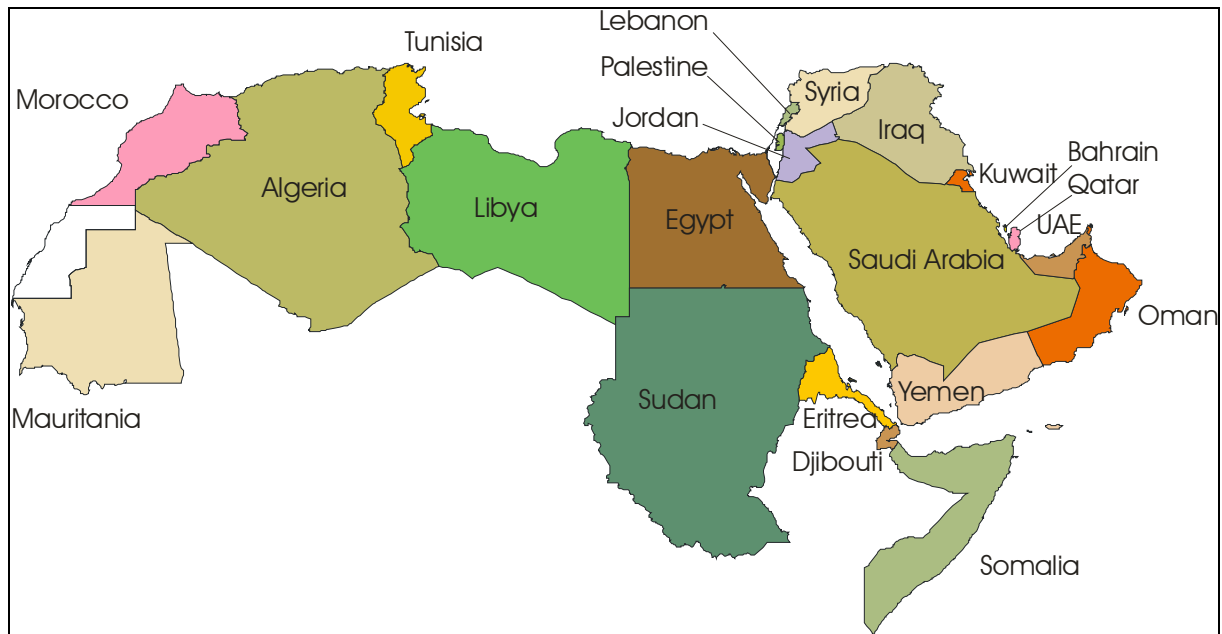 Lebanon
Tunisia
Palestine
Morocco
Syria
Jordan
Iraq
Bahrain
Kuwait
Qatar
Algeria
Libya
Egypt
UAE
Saudi Arabia
Oman
Yemen
Sudan
Mauritania
Eritrea
Djibouti
Somalia